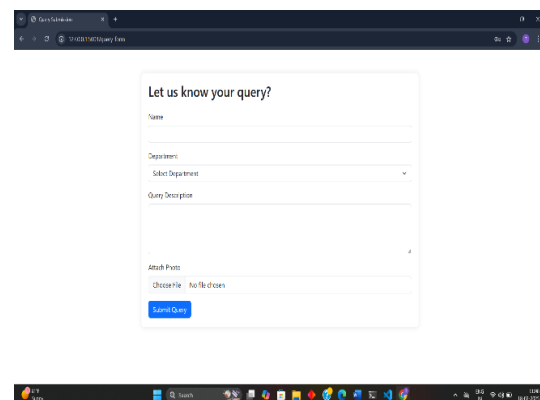 Query Submission
Let us know your query?
Name
Department
Select Department
Query Description
Attach Photo
Choose File No file chosen
Submit Query
Search
ENG